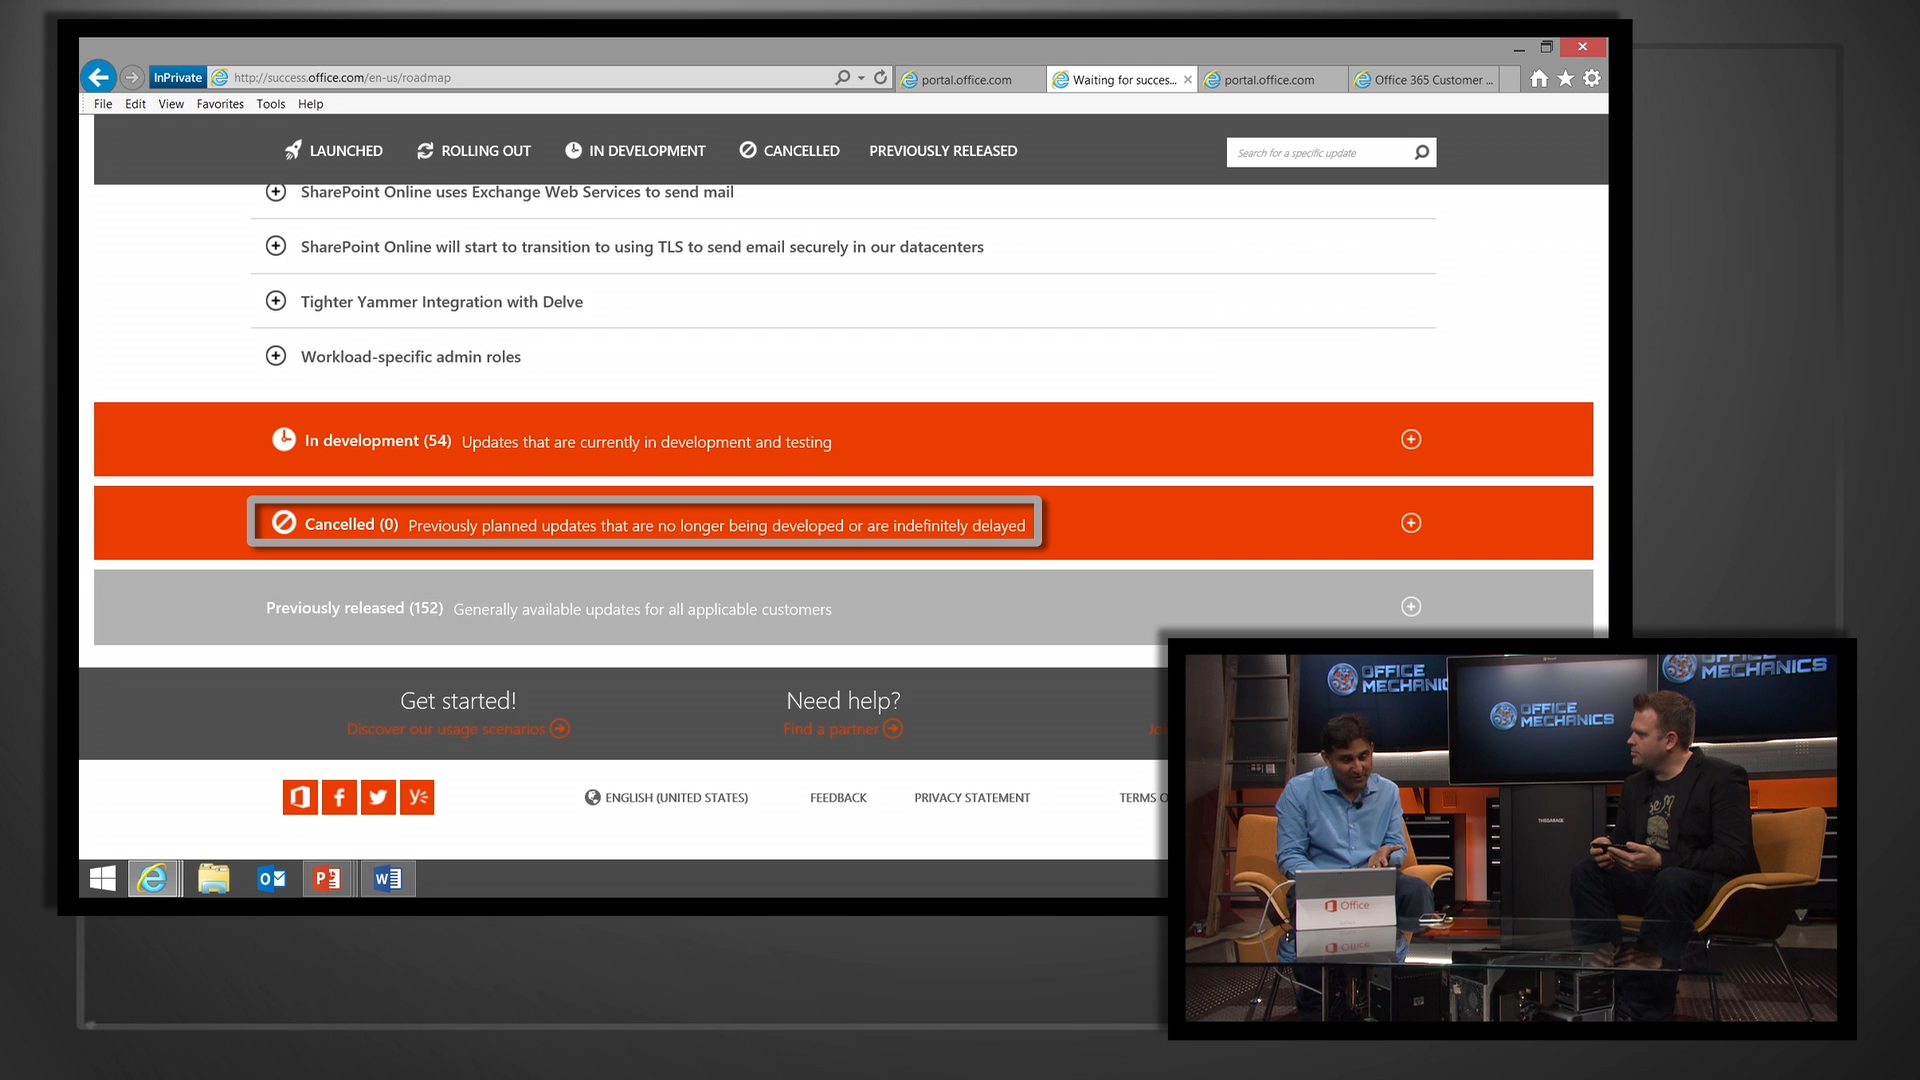 InPrivate
http://success.office.com/en-us/roadmap
portal.office.com
Waiting for succes...
portal.office.com
Office 365 Customer ...
File Edit View Favorites Tools Help
LAUNCHED
ROLLING OUT
IN DEVELOPMENT
CANCELLED
PREVIOUSLY RELEASED
Search for a specific update
SharePoint Online uses Exchange Web Services to send mail
SharePoint Online will start to transition to using TLS to send email securely in our datacenters
Tighter Yammer Integration with Delve
Workload-specific admin roles
In development (54) Updates that are currently in development and testing
Cancelled (0) Previously planned updates that are no longer being developed or are indefinitely delayed
Previously released (152) Generally available updates for all applicable customers
Get started!
Discover our usage scenarios
Need help?
Find a partner
ENGLISH (UNITED STATES)
FEEDBACK
PRIVACY STATEMENT
TERMS O
OFFICE
MECHANIC
OFFICE
MECHANICS
OFFICE
MECHANICS
THEGARAGE
Office